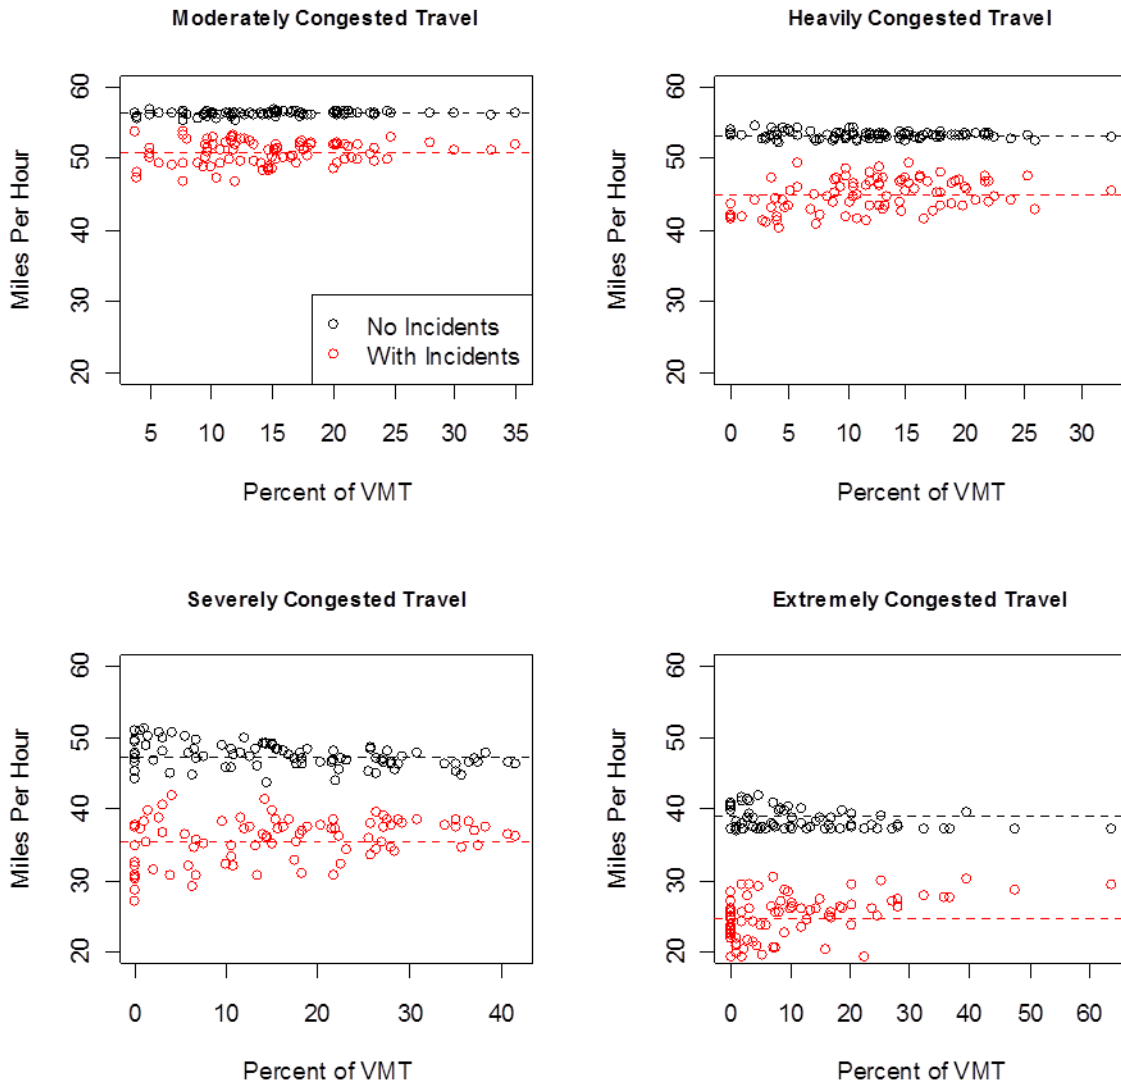 Moderately Congested Travel
Miles Per Hour
60
50
40
30
20
No Incidents
With Incidents
5 10 15 20 25 30 35
Percent of VMT
Heavily Congested Travel
Miles Per Hour
60
50
40
30
20
0 5 10 15 20 25 30
Percent of VMT
Severely Congested Travel
Miles Per Hour
60
50
40
30
20
0 10 20 30 40
Percent of VMT
Extremely Congested Travel
Miles Per Hour
60
50
40
30
20
0 10 20 30 40 50 60
Percent of VMT